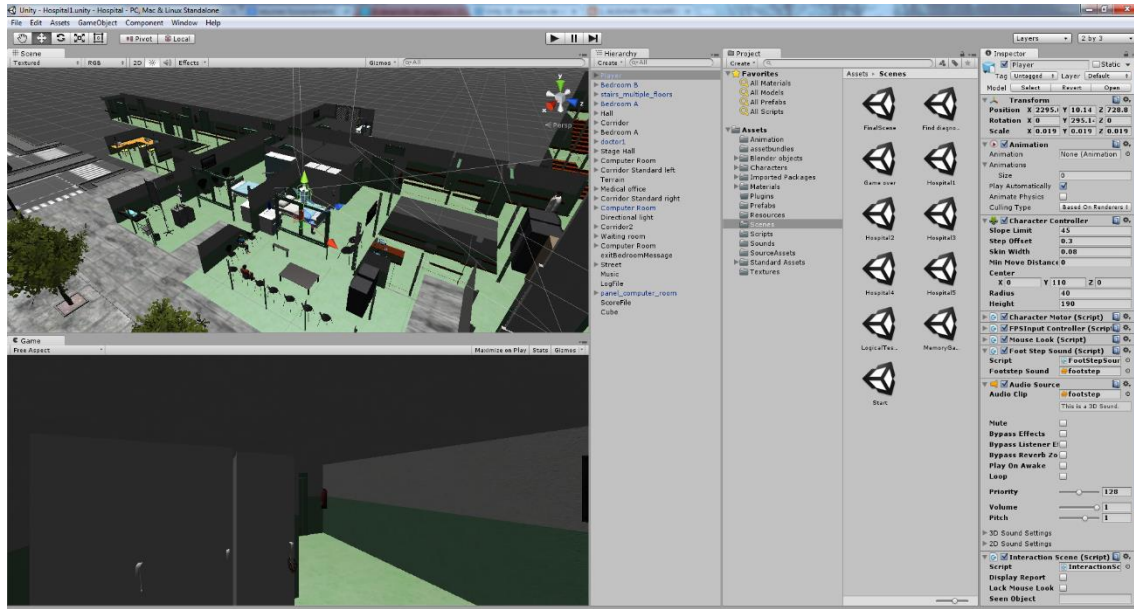 Unity - Hospital1.unity - Hospital - PC, Mac & Linux Standalone
File Edit Assets GameObject Component Window Help
Pivot Local Layers 2 by 3
Scene
Textured RGB 2D Effects Gizmos All
y
z
Persp
Game
Free Aspect Maximize on Play Stats Gizmos
Hierarchy
Create All
Player
Bedroom B
stairs_multiple_floors
Bedroom A
Hall
Corridor
Bedroom A
doctor1
Stage Hall
Computer Room
Corridor Standard left
Terrain
Medical office
Corridor Standard right
Computer Room
Directional light
Corridor2
Waiting room
Computer Room
exitBedroomMessage
Street
Music
LogFile
panel_computer_room
ScoreFile
Cube
Project
Create
Favorites
All Materials
All Models
All Prefabs
All Scripts
Assets
Animation
assetbundles
Blender objects
Characters
Imported Packages
Materials
Plugins
Prefabs
Resources
Scenes
Scripts
Sounds
SourceAssets
Standard Assets
Textures
Assets Scenes
FinalScene Find diagno...
Game over Hospital1
Hospital2 Hospital3
Hospital4 Hospital5
LogicalTes... MemoryGa...
Start
Inspector
Player Static
Tag Untagged Layer Default
Model Select Revert Open
Transform
Position X 2295. Y 10.14 Z 728.8
Rotation X 0 Y 295.1 Z 0
Scale X 0.019 Y 0.019 Z 0.019
Animation
Animation None (Animation
Animations
Size 0
Play Automatically
Animate Physics
Culling Type Based On Renderers
Character Controller
Slope Limit 45
Step Offset 0.3
Skin Width 0.08
Min Move Distance 0
Center
X 0 Y 110 Z 0
Radius 40
Height 190
Character Motor (Script)
FPSInput Controller (Script
Mouse Look (Script)
Foot Step Sound (Script)
Script FootStepSour
Footstep Sound footstep
Audio Source
Audio Clip footstep
This is a 3D Sound.
Mute
Bypass Effects
Bypass Listener E
Bypass Reverb Zo
Play On Awake
Loop
Priority 128
Volume 1
Pitch 1
3D Sound Settings
2D Sound Settings
Interaction Scene (Script)
Script InteractionSc
Display Report
Lock Mouse Look
Seen Object